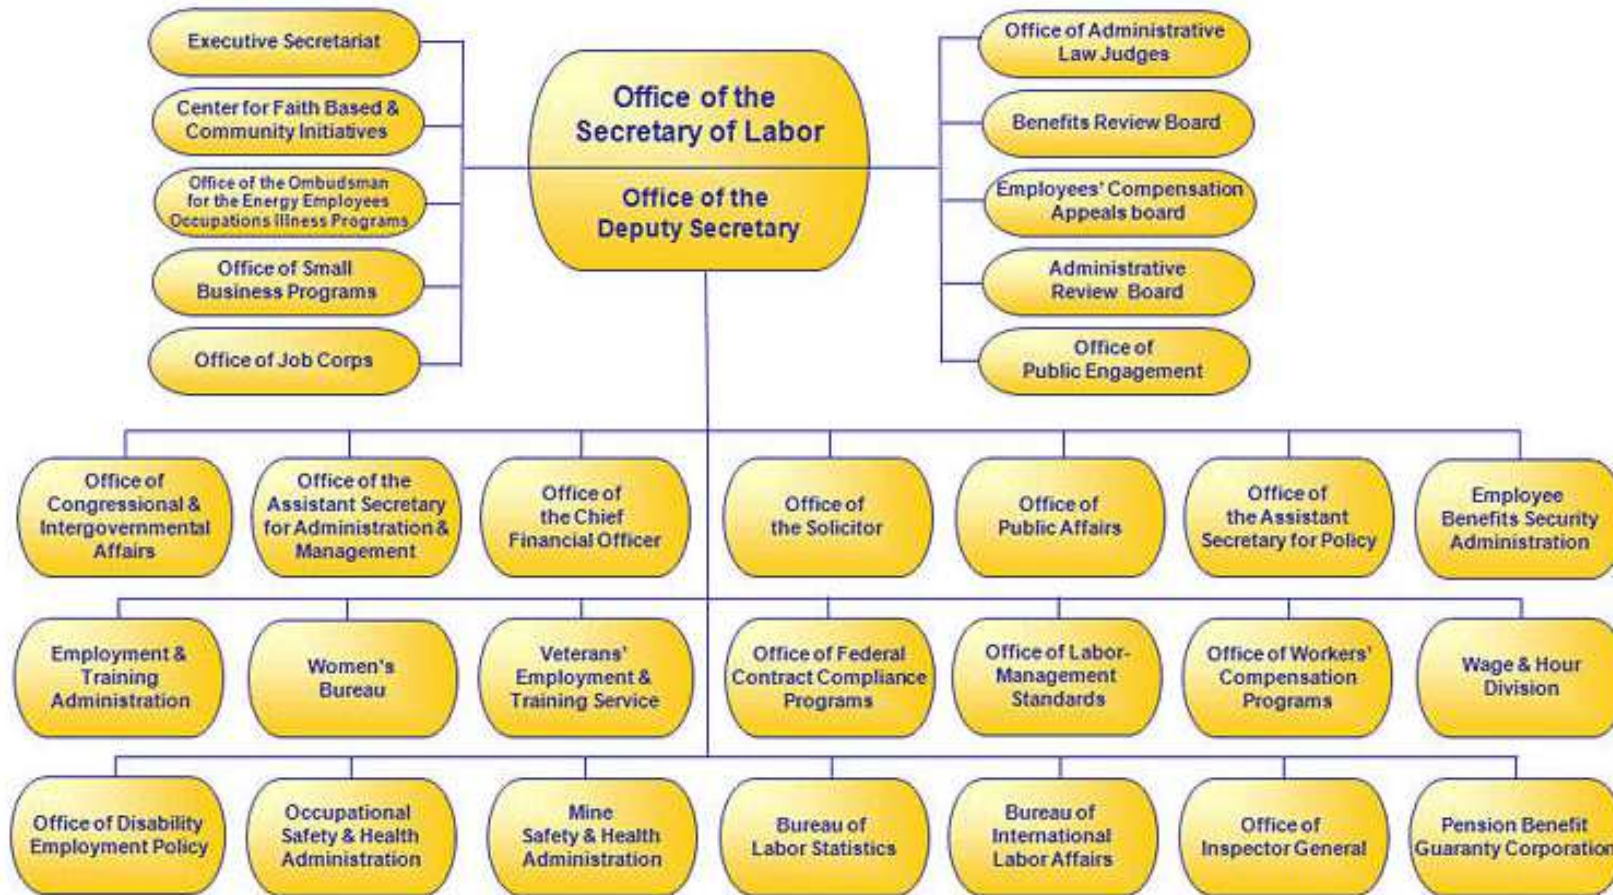 Executive Secretariat
Center for Faith Based &
Community Initiatives
Office of the Ombudsman
for the Energy Employees
Occupations Illness Programs
Office of Small
Business Programs
Office of Job Corps
Office of the
Secretary of Labor
Office of the
Deputy Secretary
Office of Administrative
Law Judges
Benefits Review Board
Employees' Compensation
Appeals board
Administrative
Review Board
Office of
Public Engagement
Office of
Congressional &
Intergovernmental
Affairs
Office of the
Assistant Secretary
for Administration &
Management
Office of
the Chief
Financial Officer
Office of
the Solicitor
Office of
Public Affairs
Office of
the Assistant
Secretary for Policy
Employee
Benefits Security
Administration
Employment &
Training
Administration
Women's
Bureau
Veterans'
Employment &
Training Service
Office of Federal
Contract Compliance
Programs
Office of Labor-
Management
Standards
Office of Workers'
Compensation
Programs
Wage & Hour
Division
Office of Disability
Employment Policy
Occupational
Safety & Health
Administration
Mine
Safety & Health
Administration
Bureau of
Labor Statistics
Bureau of
International
Labor Affairs
Office of
Inspector General
Pension Benefit
Guaranty Corporation